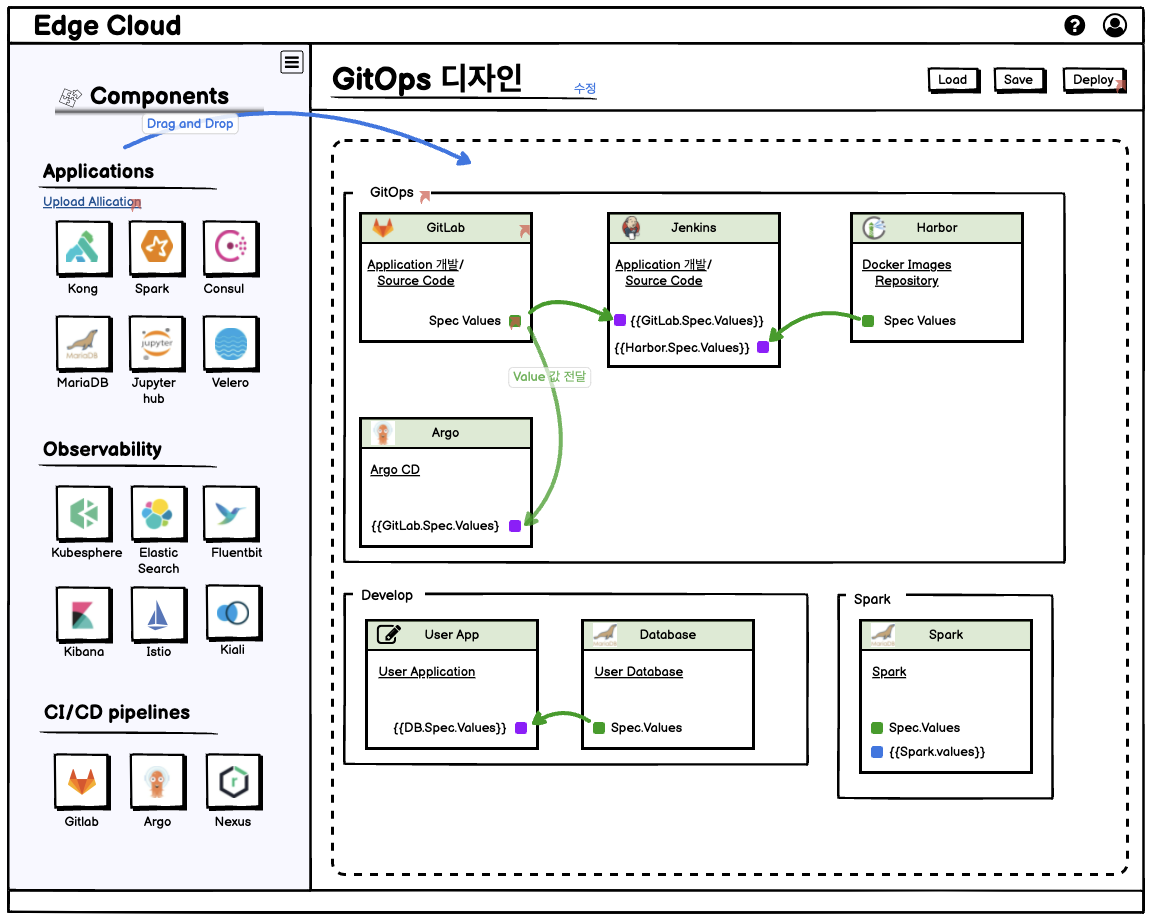 Edge Cloud
Components
Drag and Drop
Applications
Upload Allication
Kong
Spark
Consul
MariaDB
MariaDB
jupyter
Jupyter
hub
Velero
Observability
Kubesphere
Elastic
Search
Fluentbit
Kibana
Istio
Kiali
CI/CD pipelines
Gitlab
Argo
Nexus
GitOps 디자인
수정
Load
Save
Deploy
GitOps
GitLab
Application 개발/
Source Code
Spec Values
Jenkins
Application 개발/
Source Code
{{GitLab.Spec.Values}}
{{Harbor.Spec.Values}}
Harbor
Docker Images
Repository
Spec Values
Value 값 전달
Argo
Argo CD
{{GitLab.Spec.Values}
Develop
User App
User Application
{{DB.Spec.Values}}
MariaDB
Database
User Database
Spec.Values
Spark
MariaDB
Spark
Spark
Spec.Values
{{Spark.values}}